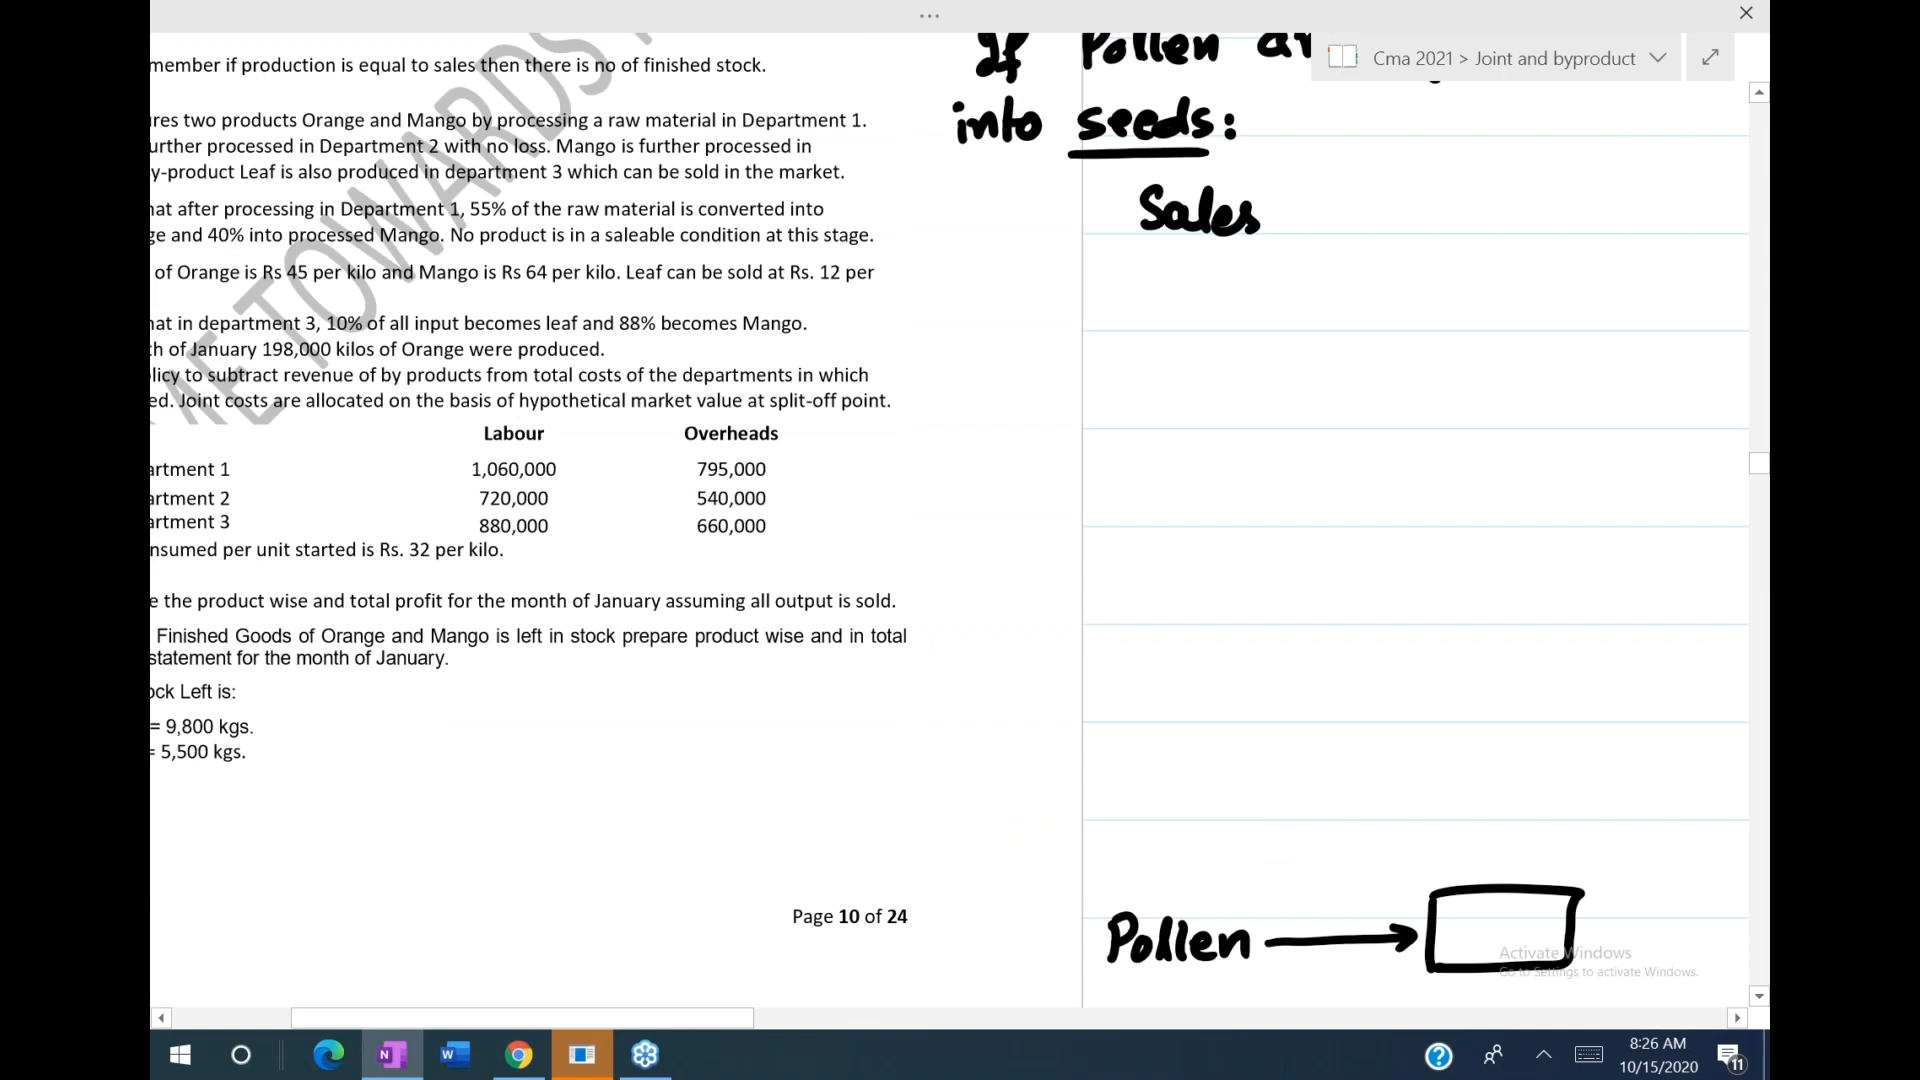 ...
member if production is equal to sales then there is no of finished stock.
ures two products Orange and Mango by processing a raw material in Department 1.
urther processed in Department 2 with no loss. Mango is further processed in
y-product Leaf is also produced in department 3 which can be sold in the market.
hat after processing in Department 1, 55% of the raw material is converted into
ge and 40% into processed Mango. No product is in a saleable condition at this stage.
of Orange is Rs 45 per kilo and Mango is Rs 64 per kilo. Leaf can be sold at Rs. 12 per
hat in department 3, 10% of all input becomes leaf and 88% becomes Mango.
th of January 198,000 kilos of Orange were produced.
licy to subtract revenue of by products from total costs of the departments in which
ed. Joint costs are allocated on the basis of hypothetical market value at split-off point.
Labour Overheads
artment 1 1,060,000 795,000
artment 2 720,000 540,000
artment 3 880,000 660,000
nsumed per unit started is Rs. 32 per kilo.
e the product wise and total profit for the month of January assuming all output is sold.
Finished Goods of Orange and Mango is left in stock prepare product wise and in total
statement for the month of January.
ock Left is:
= 9,800 kgs.
= 5,500 kgs.
Page 10 of 24
ME TOWARDS
If Pollen
into seeds:
Sales
Pollen
Cma 2021 > Joint and byproduct
Activate Windows
Go to Settings to activate Windows.
8:26 AM
10/15/2020
11